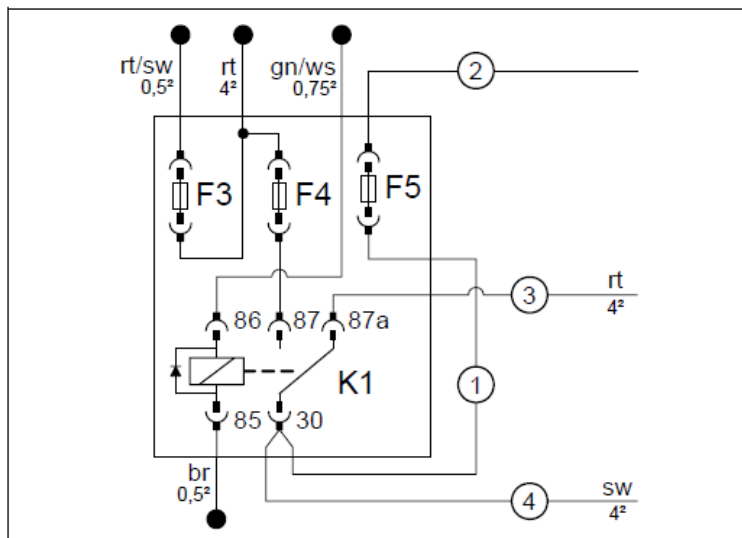 rt/sw
0,5²
rt
4²
gn/ws
0,75²
2
F3
F4
F5
3
rt
4²
86
87
87a
K1
1
85
30
br
0,5²
4
sw
4²